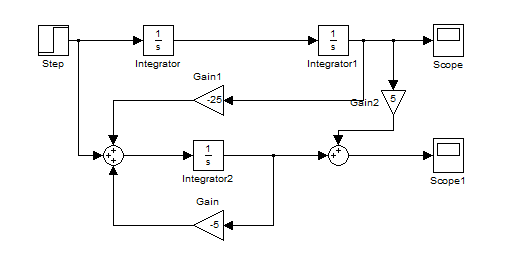 1
s
1
s
Step
Integrator
Integrator1
Scope
Gain1
-25
Gain2
5
1
s
Integrator2
Scope1
Gain
-5